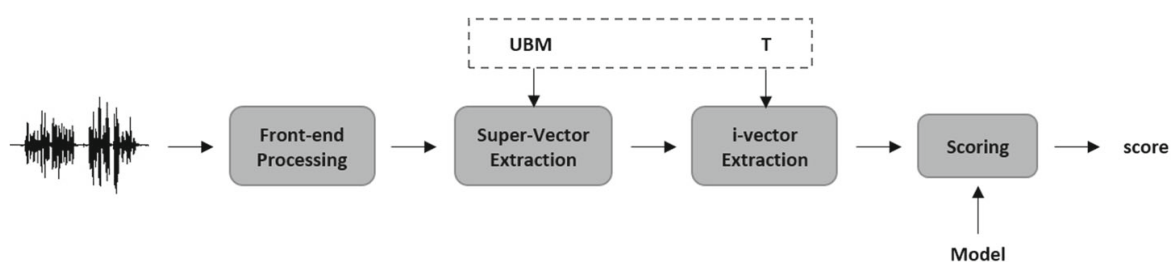 UBM
T
Front-end
Processing
Super-Vector
Extraction
i-vector
Extraction
Scoring
score
Model